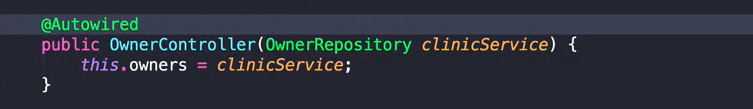 @Autowired
public OwnerController(OwnerRepository clinicService) {
    this.owners = clinicService;
}